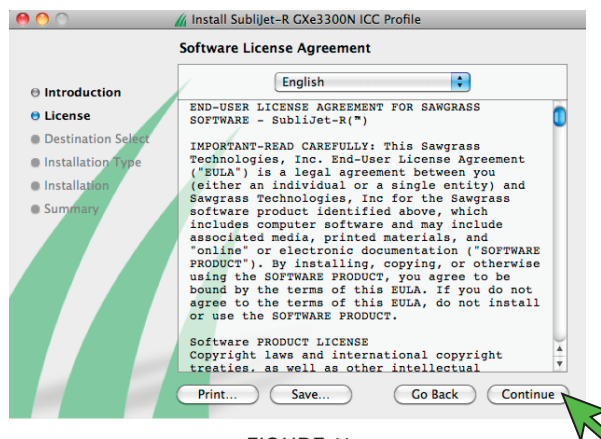 Install SubliJet-R GXe3300N ICC Profile
Software License Agreement
Introduction
License
Destination Select
Installation Type
Installation
Summary
English
END-USER LICENSE AGREEMENT FOR SAWGRASS
SOFTWARE - SubliJet-R(™)
IMPORTANT-READ CAREFULLY: This Sawgrass
Technologies, Inc. End-User License Agreement
("EULA") is a legal agreement between you
(either an individual or a single entity) and
Sawgrass Technologies, Inc for the Sawgrass
software product identified above, which
includes computer software and may include
associated media, printed materials, and
"online" or electronic documentation ("SOFTWARE
PRODUCT"). By installing, copying, or otherwise
using the SOFTWARE PRODUCT, you agree to be
bound by the terms of this EULA. If you do not
agree to the terms of this EULA, do not install
or use the SOFTWARE PRODUCT.
Software PRODUCT LICENSE
Copyright laws and international copyright
treaties, as well as other intellectual
Print... Save... Go Back Continue